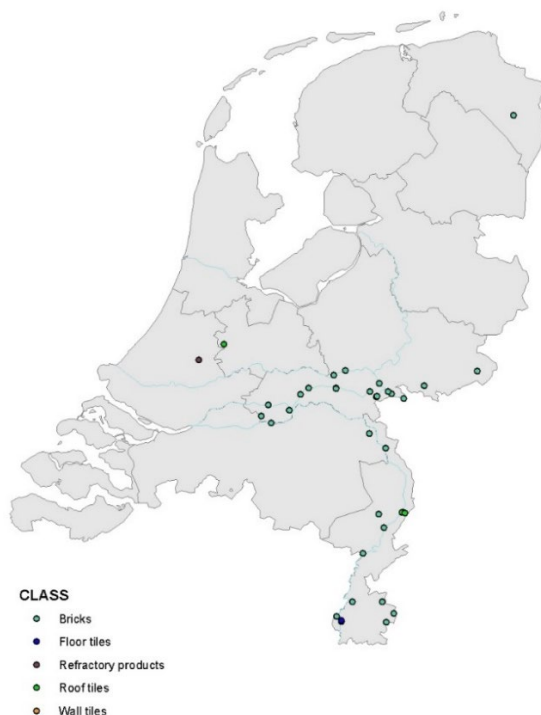 CLASS
Bricks
Floor tiles
Refractory products
Roof tiles
Wall tiles